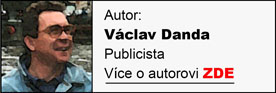 Autor:
Václav Danda
Publicista
Více o autorovi ZDE